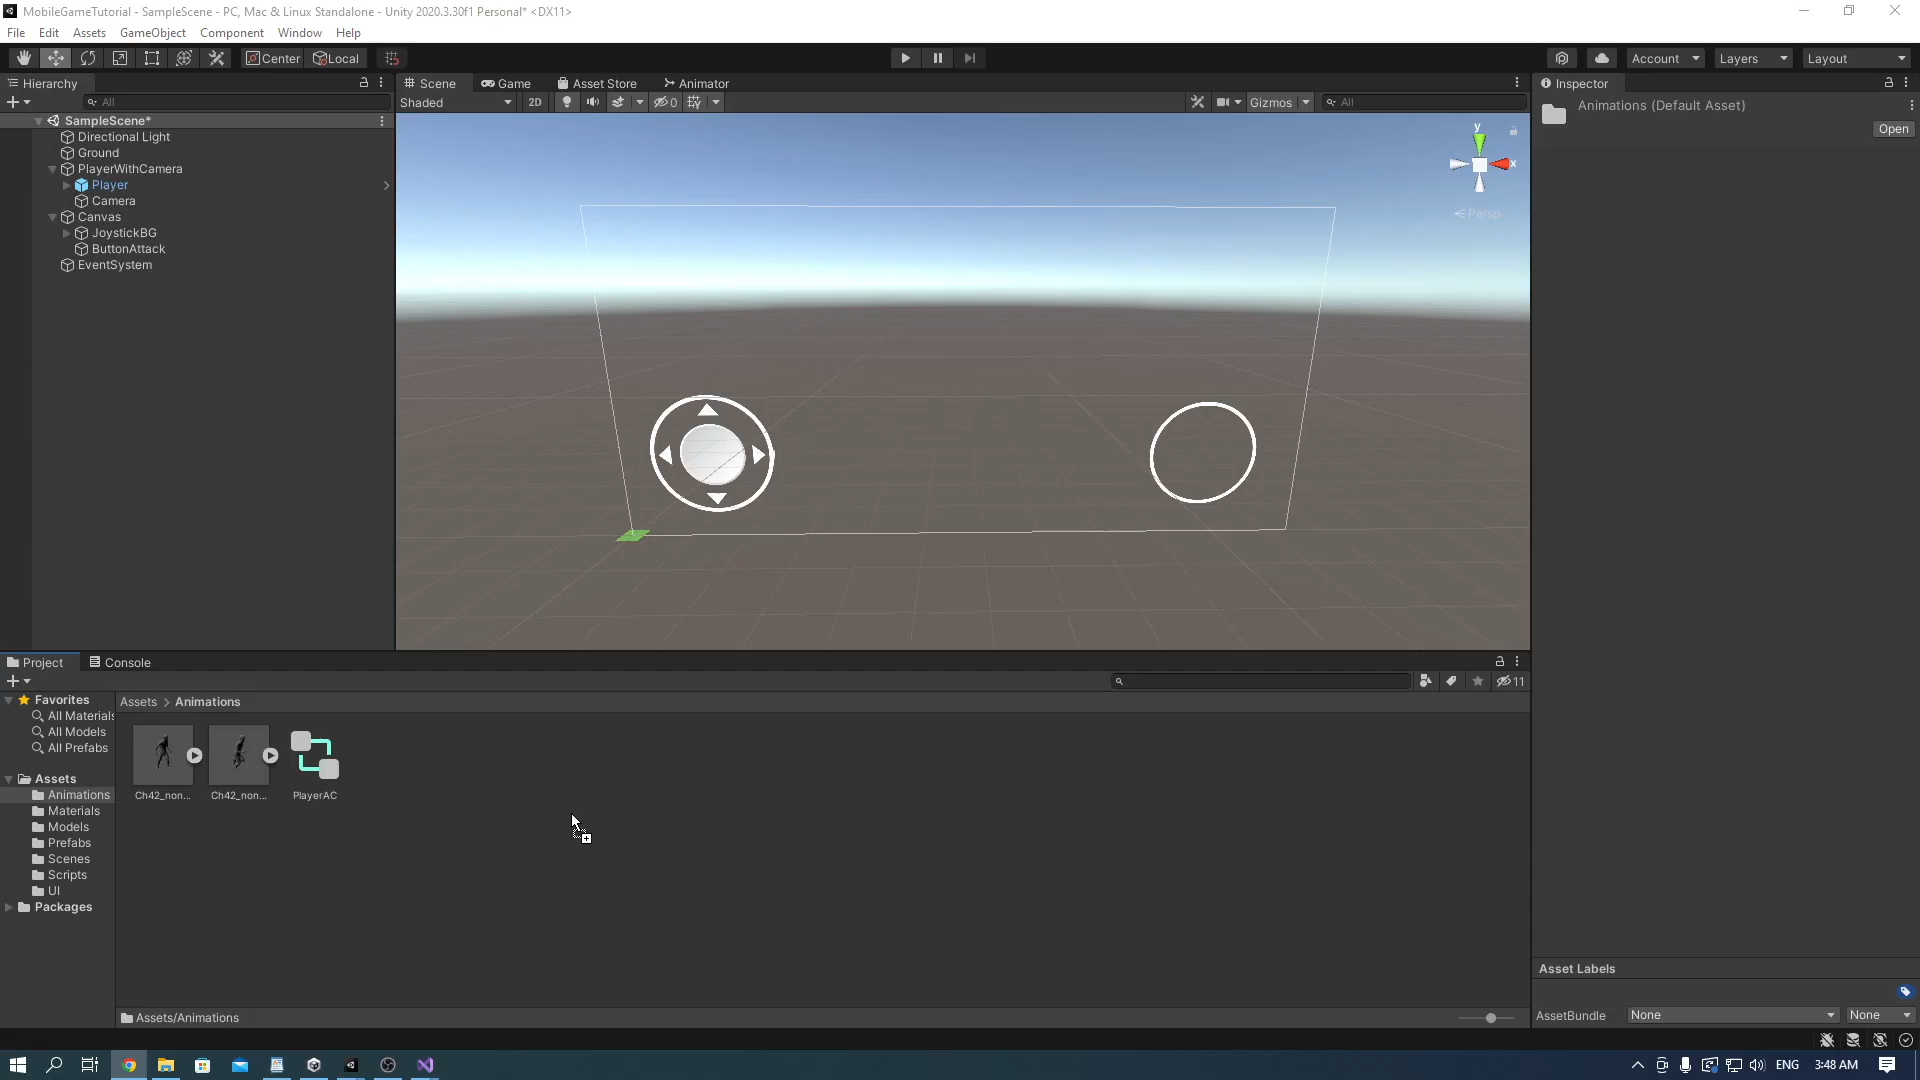 MobileGameTutorial - SampleScene - PC, Mac & Linux Standalone - Unity 2020.3.30f1 Personal* <DX11>
File Edit Assets GameObject Component Window Help
Center Local
Account Layers Layout
Hierarchy
All
SampleScene*
Directional Light
Ground
PlayerWithCamera
Player
Camera
Canvas
JoystickBG
ButtonAttack
EventSystem
Scene Game Asset Store Animator
Shaded 2D 0 Gizmos All
y
x
Persp
Inspector
Animations (Default Asset)
Open
Project Console
11
Favorites
All Materials
All Models
All Prefabs
Assets
Animations
Materials
Models
Prefabs
Scenes
Scripts
UI
Packages
Assets > Animations
Ch42_non... Ch42_non... PlayerAC
Assets/Animations
Asset Labels
AssetBundle None None
ENG 3:48 AM